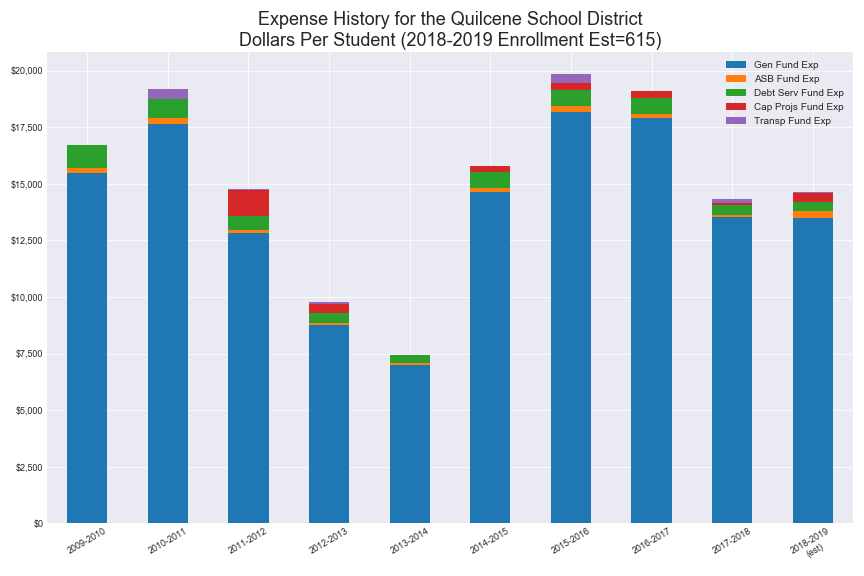 Expense History for the Quilcene School District
Dollars Per Student (2018-2019 Enrollment Est=615)
Gen Fund Exp
ASB Fund Exp
Debt Serv Fund Exp
Cap Projs Fund Exp
Transp Fund Exp
$20,000
$17,500
$15,000
$12,500
$10,000
$7,500
$5,000
$2,500
$0
2009-2010
2010-2011
2011-2012
2012-2013
2013-2014
2014-2015
2015-2016
2016-2017
2017-2018
2018-2019
(est)